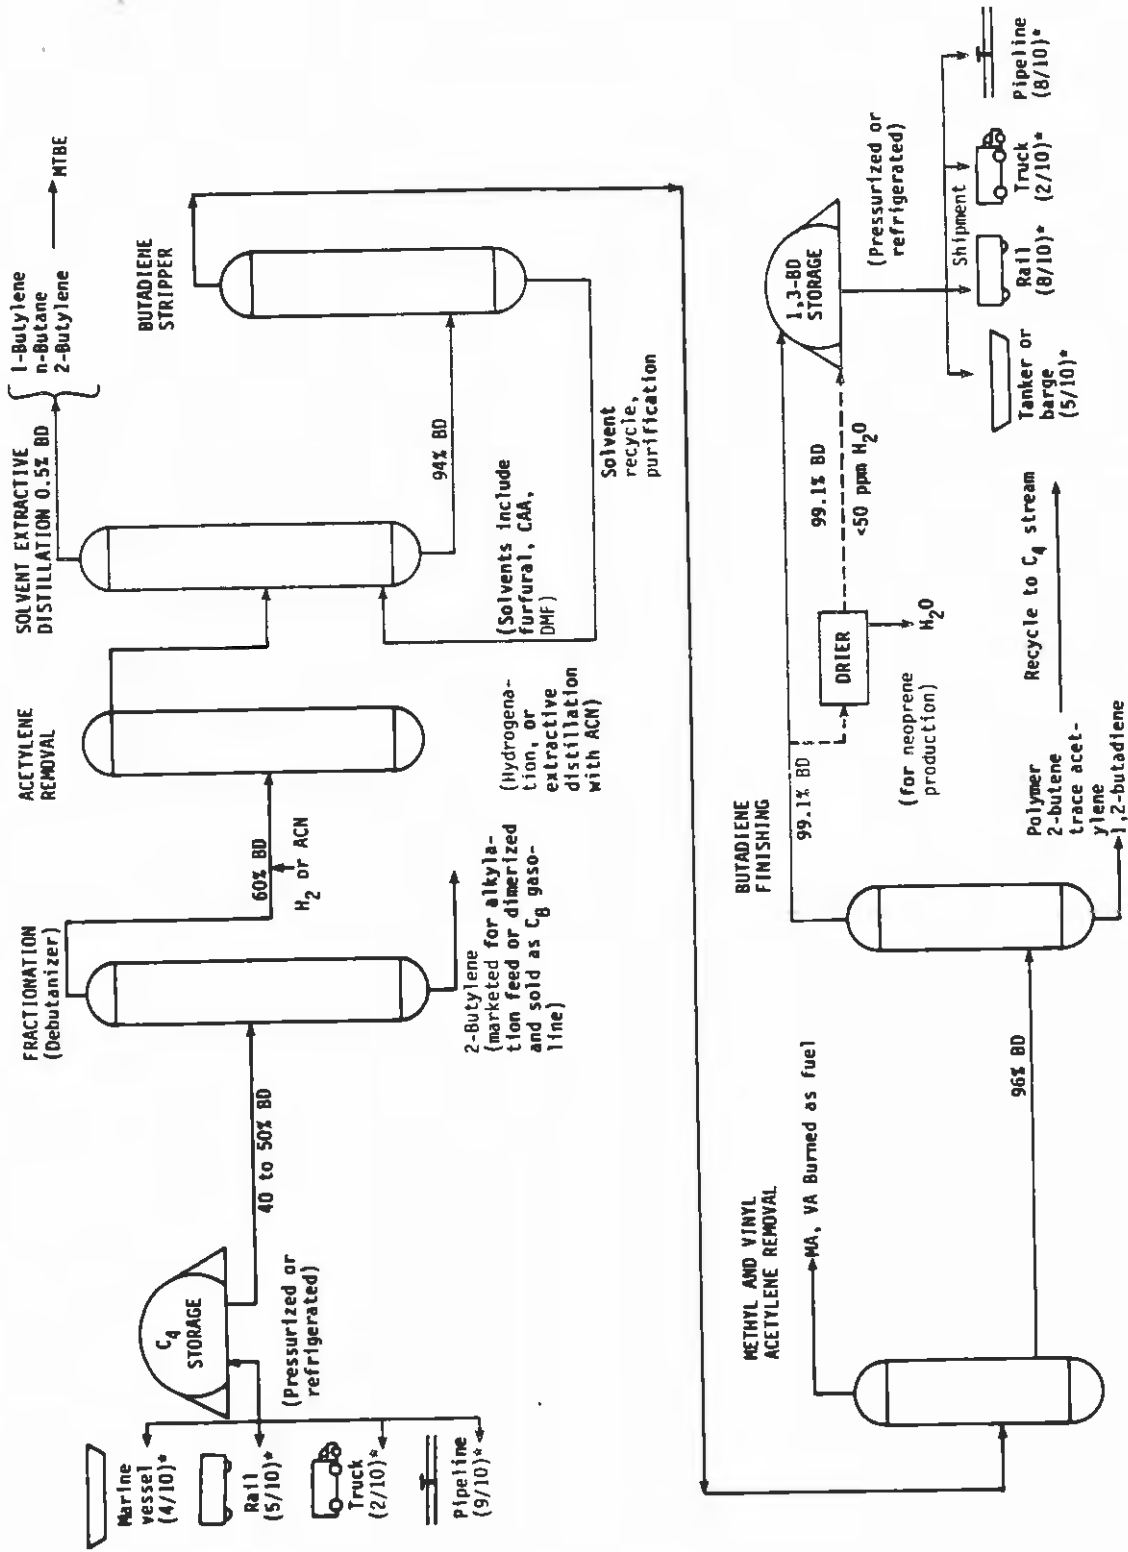 Marine
vessel
(4/10)*
Rail
(5/10)*
Truck
(2/10)*
Pipeline
(9/10)*
C4
STORAGE
(Pressurized or
refrigerated)
40 to 50% BD
FRACTIONATION
(Debutanizer)
2-Butylene
(marketed for alkyla-
tion feed or dimerized
and sold as C8 gaso-
line)
60% BD
H2 or ACN
ACETYLENE
REMOVAL
(Hydrogena-
tion, or
extractive
distillation
with ACN)
SOLVENT EXTRACTIVE
DISTILLATION 0.5% BD
1-Butylene
n-Butane
2-Butylene
MTBE
(Solvents include
furfural, CAA,
DMF)
94% BD
BUTADIENE
STRIPPER
Solvent
recycle,
purification
METHYL AND VINYL
ACETYLENE REMOVAL
MA, VA Burned as fuel
96% BD
BUTADIENE
FINISHING
99.1% BD
Polymer
2-butene
trace acet-
ylene
1,2-butadiene
Recycle to C4 stream
DRIER
(for neoprene
production)
H2O
99.1% BD
<50 ppm H2O
1,3-BD
STORAGE
(Pressurized or
refrigerated)
Shipment
Tanker or
barge
(5/10)*
Rail
(8/10)*
Truck
(2/10)*
Pipeline
(8/10)*